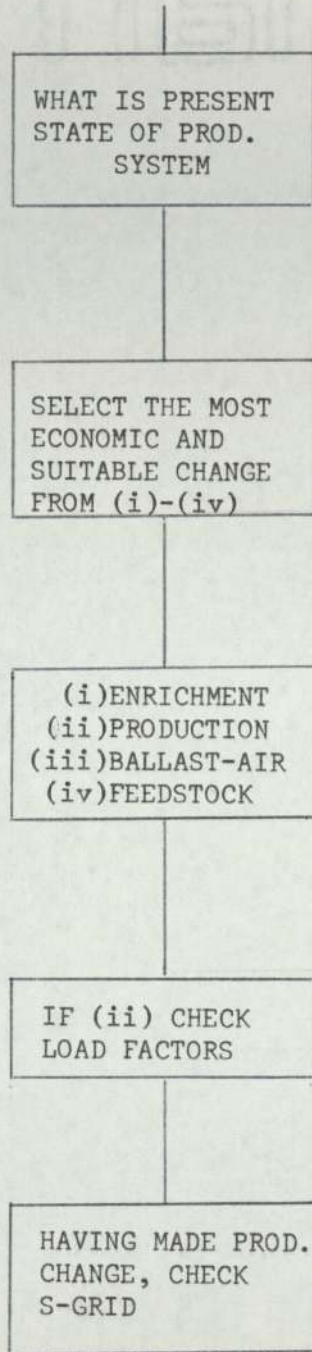 WHAT IS PRESENT
STATE OF PROD.
SYSTEM
SELECT THE MOST
ECONOMIC AND
SUITABLE CHANGE
FROM (i)-(iv)
(i)ENRICHMENT
(ii)PRODUCTION
(iii)BALLAST-AIR
(iv)FEEDSTOCK
IF (ii) CHECK
LOAD FACTORS
HAVING MADE PROD.
CHANGE, CHECK
S-GRID